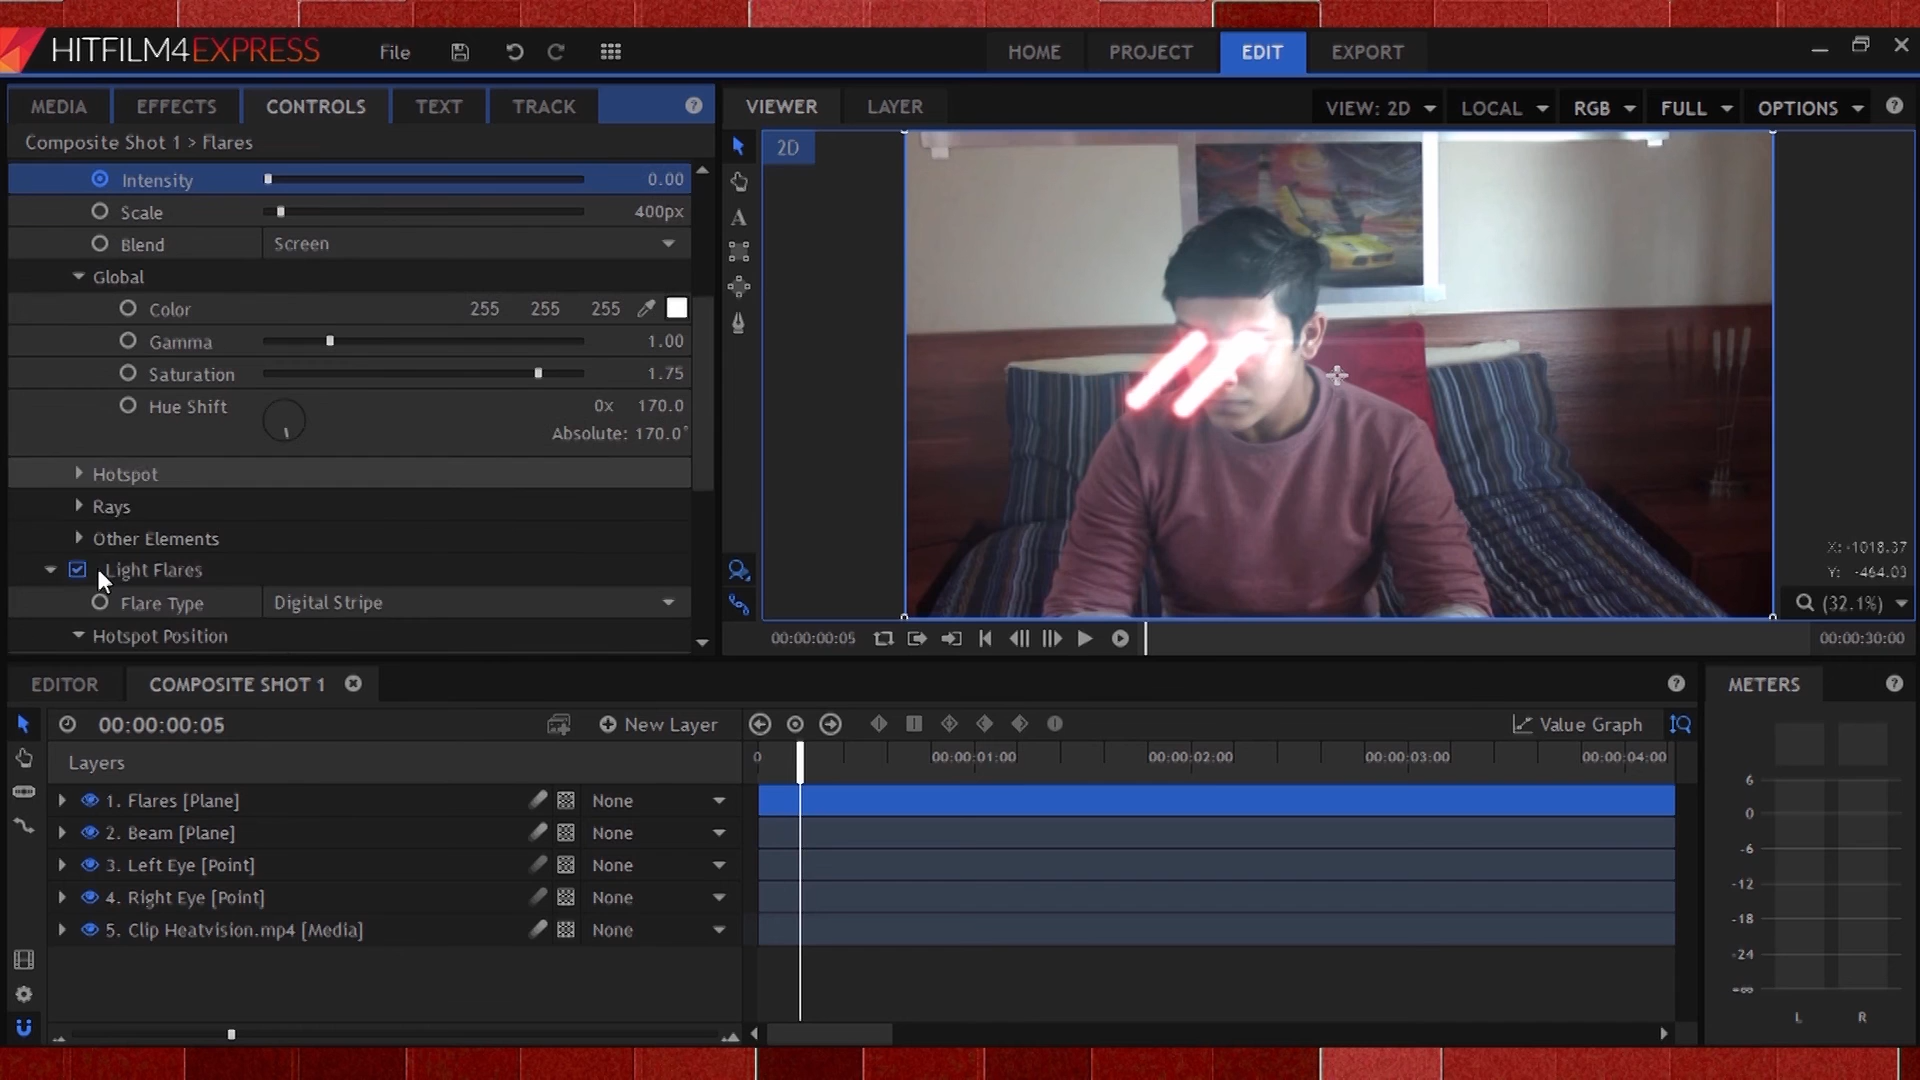 HITFILM4EXPRESS File HOME PROJECT EDIT EXPORT
MEDIA EFFECTS CONTROLS TEXT TRACK ?
Composite Shot 1 > Flares
Intensity 0.00
Scale 400px
Blend Screen
Global
Color 255 255 255
Gamma 1.00
Saturation 1.75
Hue Shift 0x 170.0
Absolute: 170.0°
Hotspot
Rays
Other Elements
Light Flares
Flare Type Digital Stripe
Hotspot Position
VIEWER LAYER VIEW: 2D LOCAL RGB FULL OPTIONS ?
2D
A
X: -1018.37
Y: -464.03
(32.1%)
00:00:00:05 00:00:30:00
EDITOR COMPOSITE SHOT 1 ?
00:00:00:05 New Layer Value Graph
Layers 0 00:00:01:00 00:00:02:00 00:00:03:00 00:00:04:00
1. Flares [Plane] None
2. Beam [Plane] None
3. Left Eye [Point] None
4. Right Eye [Point] None
5. Clip Heatvision.mp4 [Media] None
METERS ?
6
0
-6
-12
-18
-24
-∞
L R